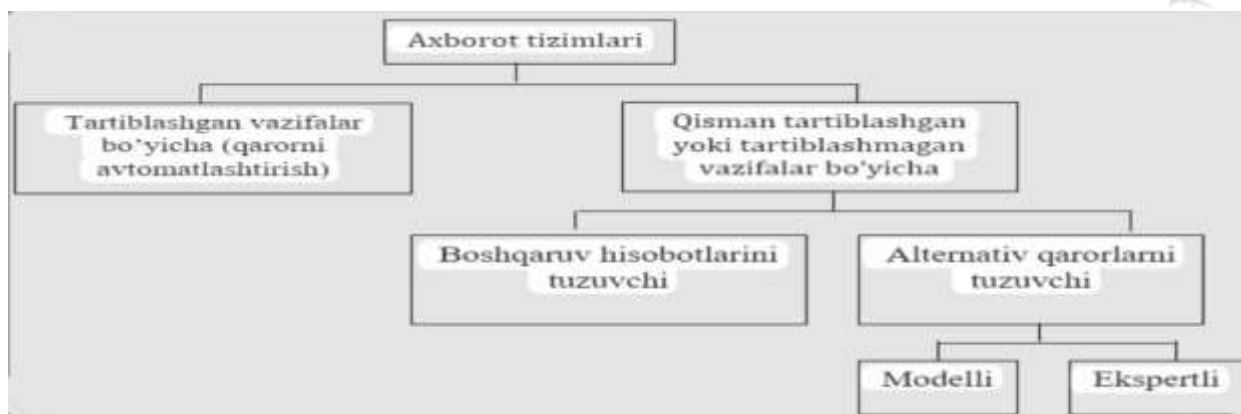 Axborot tizimlari
Tartiblashgan vazifalar
bo'yicha (qarorni
avtomatlashtirish)
Qisman tartiblashgan
yoki tartiblashmagan
vazifalar bo'yicha
Boshqaruv hisobotlarini
tuzuvchi
Alternativ qarorlarni
tuzuvchi
Modelli
Ekspertli